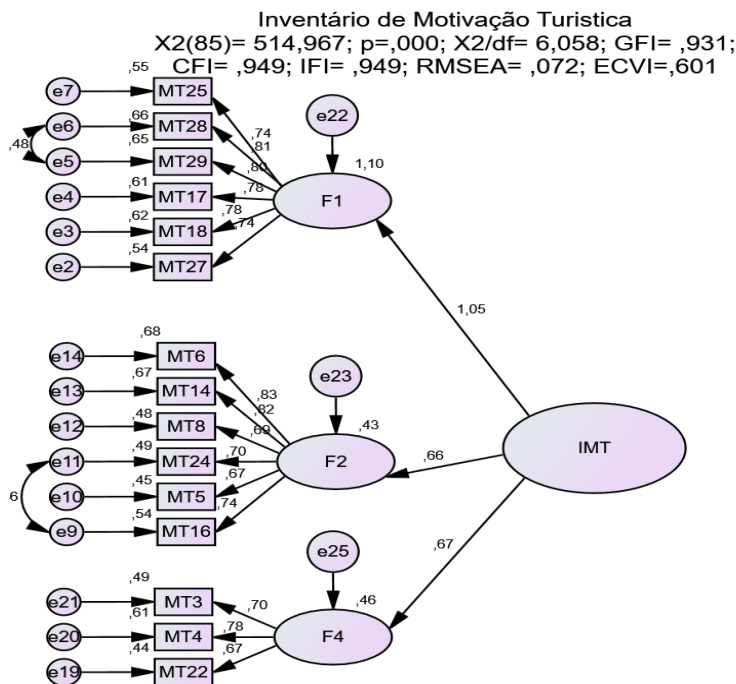 Inventário de Motivação Turistica
X2(85)= 514,967; p=,000; X2/df= 6,058; GFI= ,931;
CFI= ,949; IFI= ,949; RMSEA= ,072; ECVI=,601
,55
e7 MT25
,66
e6 MT28
,48
,65
e5 MT29
,61
e4 MT17
,62
e3 MT18
,54
e2 MT27
,74
,81
,80
,78
,78
,74
e22
1,10
F1
1,05
,68
e14 MT6
,67
e13 MT14
,48
e12 MT8
,49
e11 MT24
,45
e10 MT5
6
,54
e9 MT16
,83
,82
,69
,70
,67
,74
e23
,43
F2
,66
IMT
,67
,49
e21 MT3
,61
e20 MT4
,44
e19 MT22
,70
,78
,67
e25
,46
F4